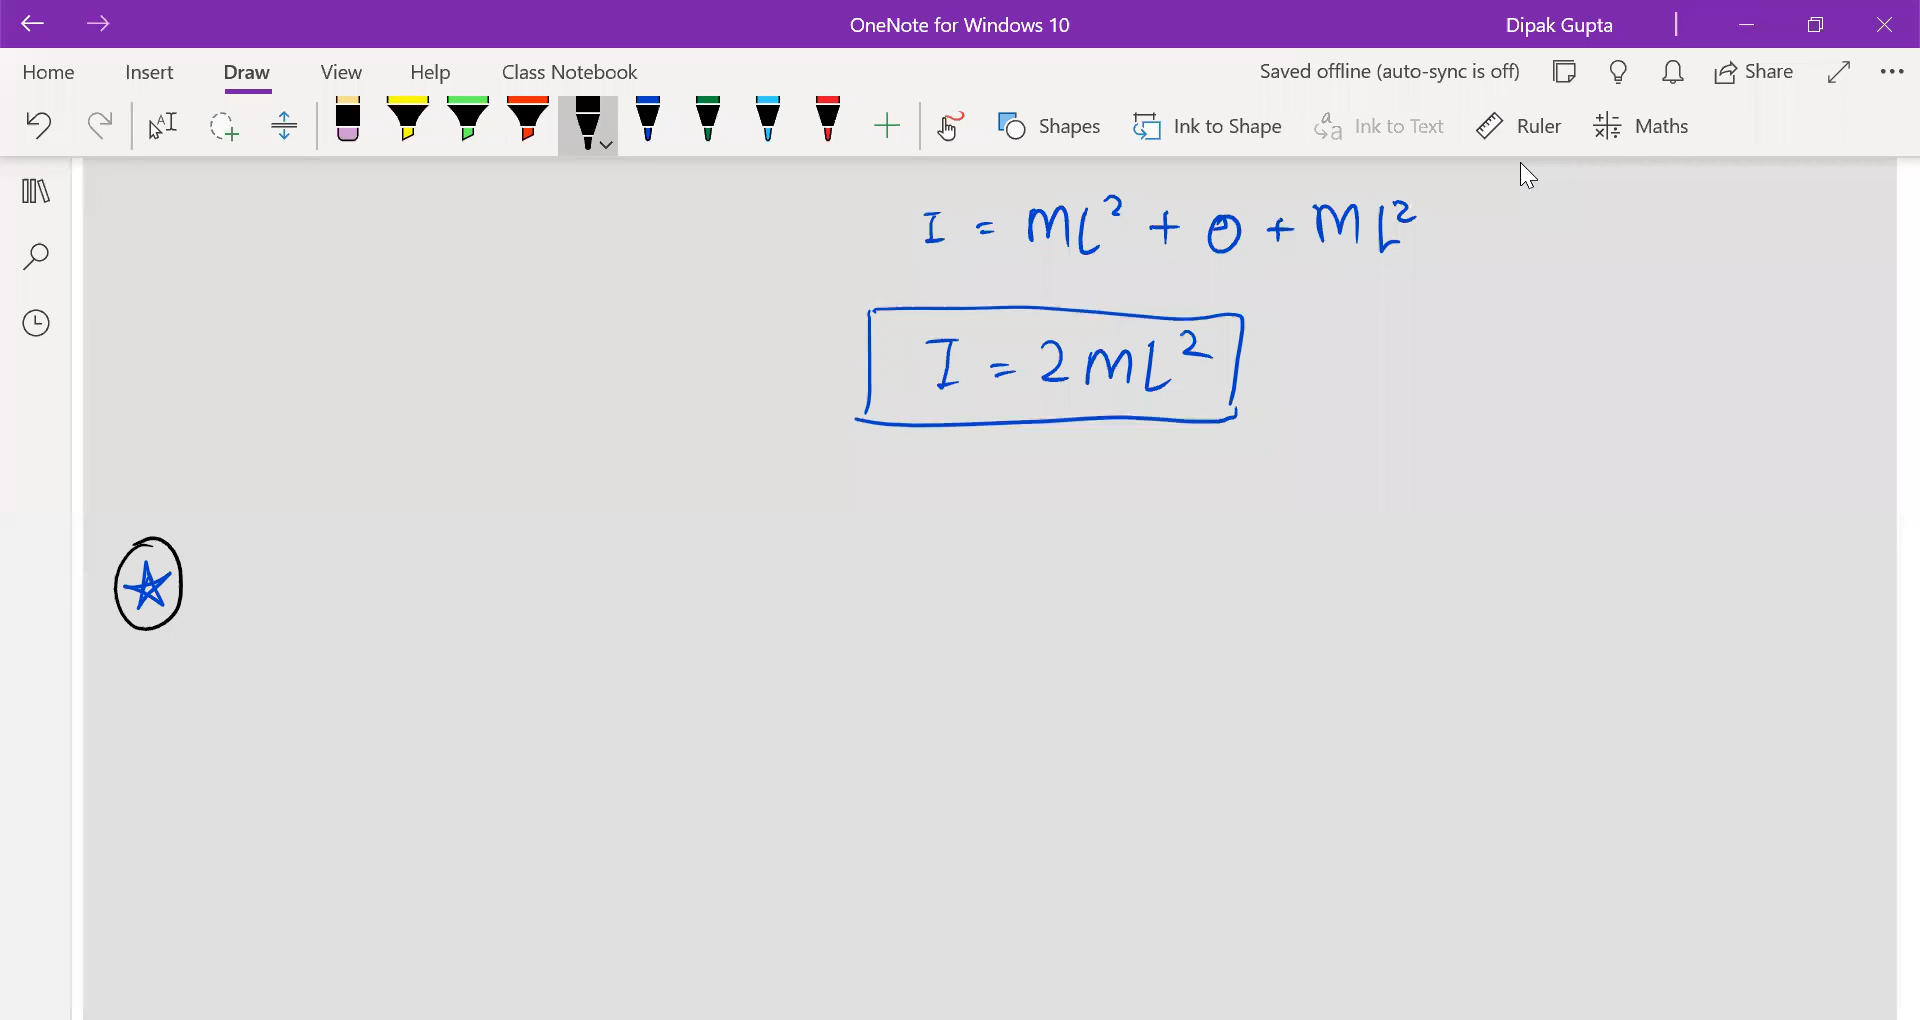 OneNote for Windows 10
Dipak Gupta
Home Insert Draw View Help Class Notebook
Saved offline (auto-sync is off) Share
Shapes Ink to Shape Ink to Text Ruler Maths
I = ML² + 0 + ML²
I = 2ML²